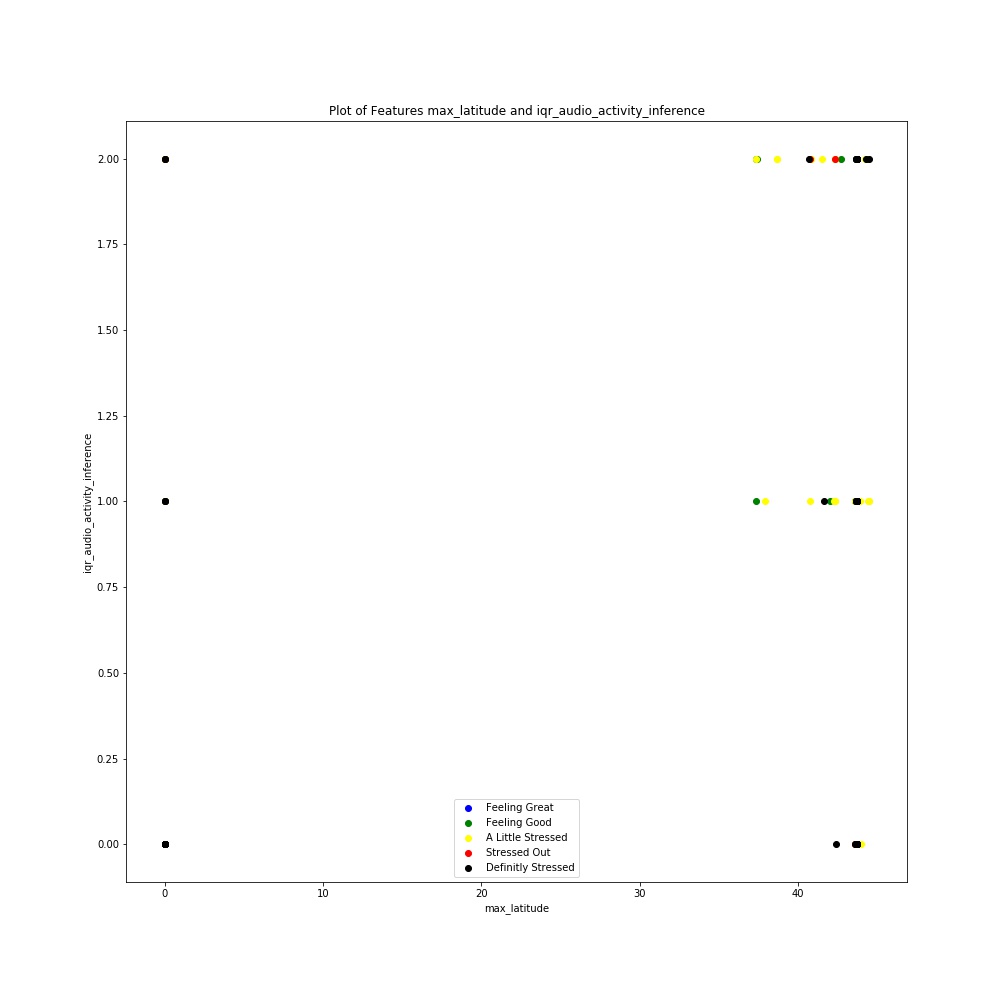 Plot of Features max_latitude and iqr_audio_activity_inference
2.00
1.75
1.50
1.25
1.00
0.75
0.50
0.25
0.00
iqr_audio_activity_inference
Feeling Great
Feeling Good
A Little Stressed
Stressed Out
Definitly Stressed
0 10 20 30 40
max_latitude